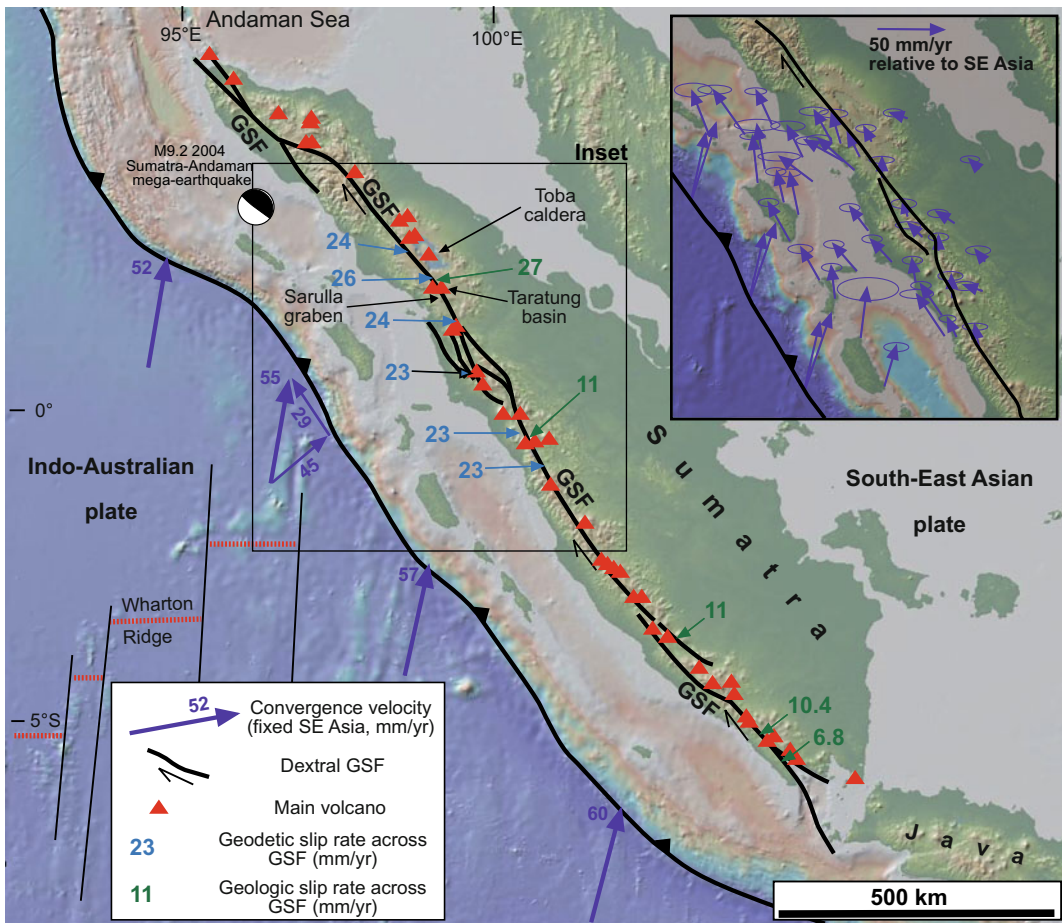 Andaman Sea
95°E
100°E
50 mm/yr
relative to SE Asia
GSF
M9.2 2004
Sumatra-Andaman
mega-earthquake
Inset
GSF
Toba
caldera
24
52
26
27
Sarulla
graben
Taratung
basin
24
55
23
11
0°
29
23
45
23
Indo-Australian
plate
GSF
Sumatra
South-East Asian
plate
57
Wharton
Ridge
11
GSF
10.4
6.8
5°S
60
Java
52
Convergence velocity
(fixed SE Asia, mm/yr)
Dextral GSF
Main volcano
23
Geodetic slip rate across
GSF (mm/yr)
11
Geologic slip rate across
GSF (mm/yr)
500 km